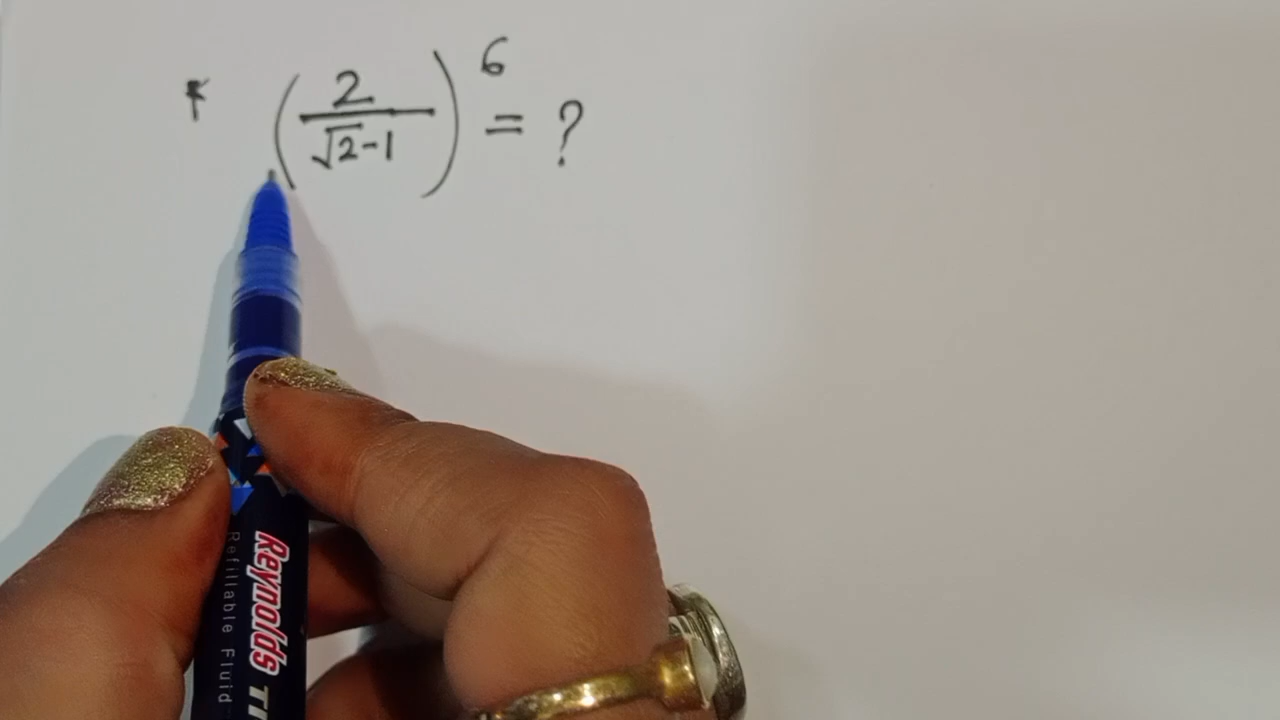 * (2/(√2-1))^6 = ?
Reynolds
Refillable Fluid